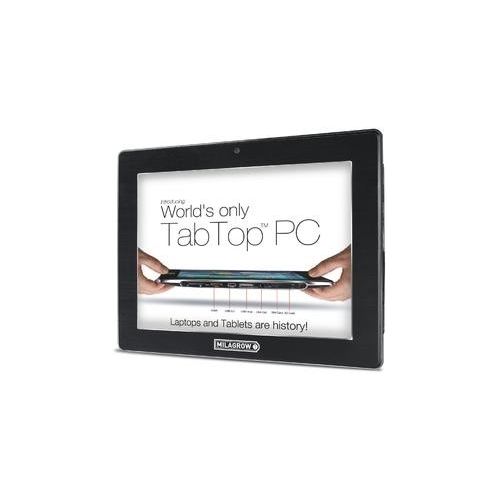 Introducing
World's only
TabTop™ PC
Laptops and Tablets are history!
MILAGROW